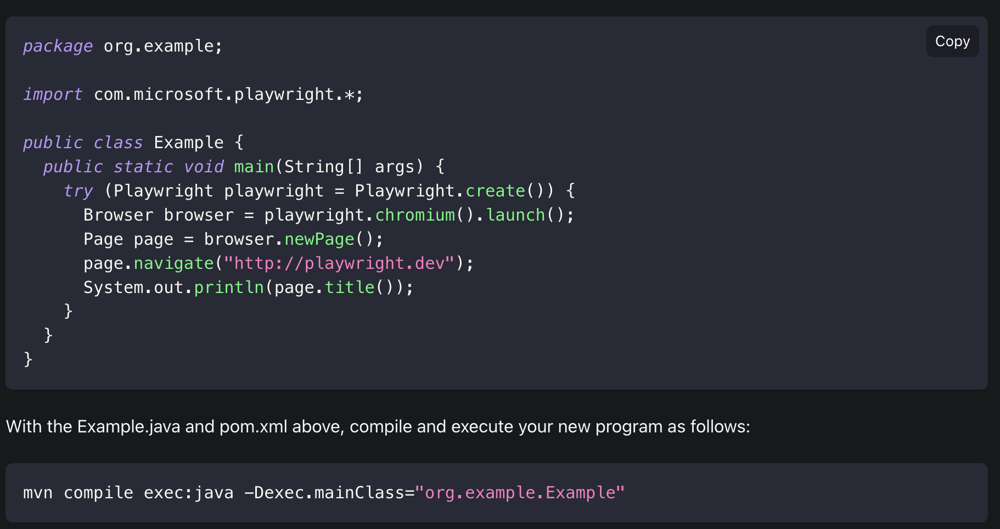 Copy
package org.example;
import com.microsoft.playwright.*;
public class Example {
  public static void main(String[] args) {
    try (Playwright playwright = Playwright.create()) {
      Browser browser = playwright.chromium().launch();
      Page page = browser.newPage();
      page.navigate("http://playwright.dev");
      System.out.println(page.title());
    }
  }
}
With the Example.java and pom.xml above, compile and execute your new program as follows:
mvn compile exec:java -Dexec.mainClass="org.example.Example"